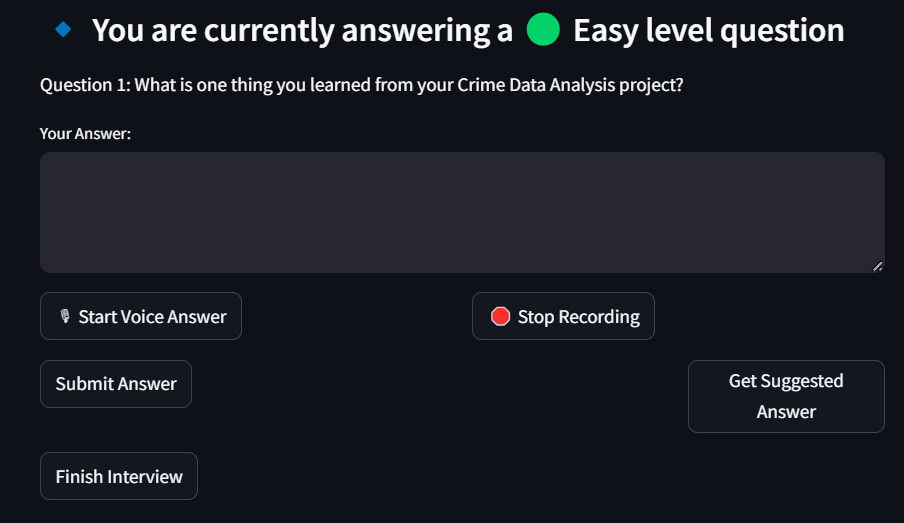 You are currently answering a Easy level question
Question 1: What is one thing you learned from your Crime Data Analysis project?
Your Answer:
Start Voice Answer
Stop Recording
Submit Answer
Get Suggested
Answer
Finish Interview